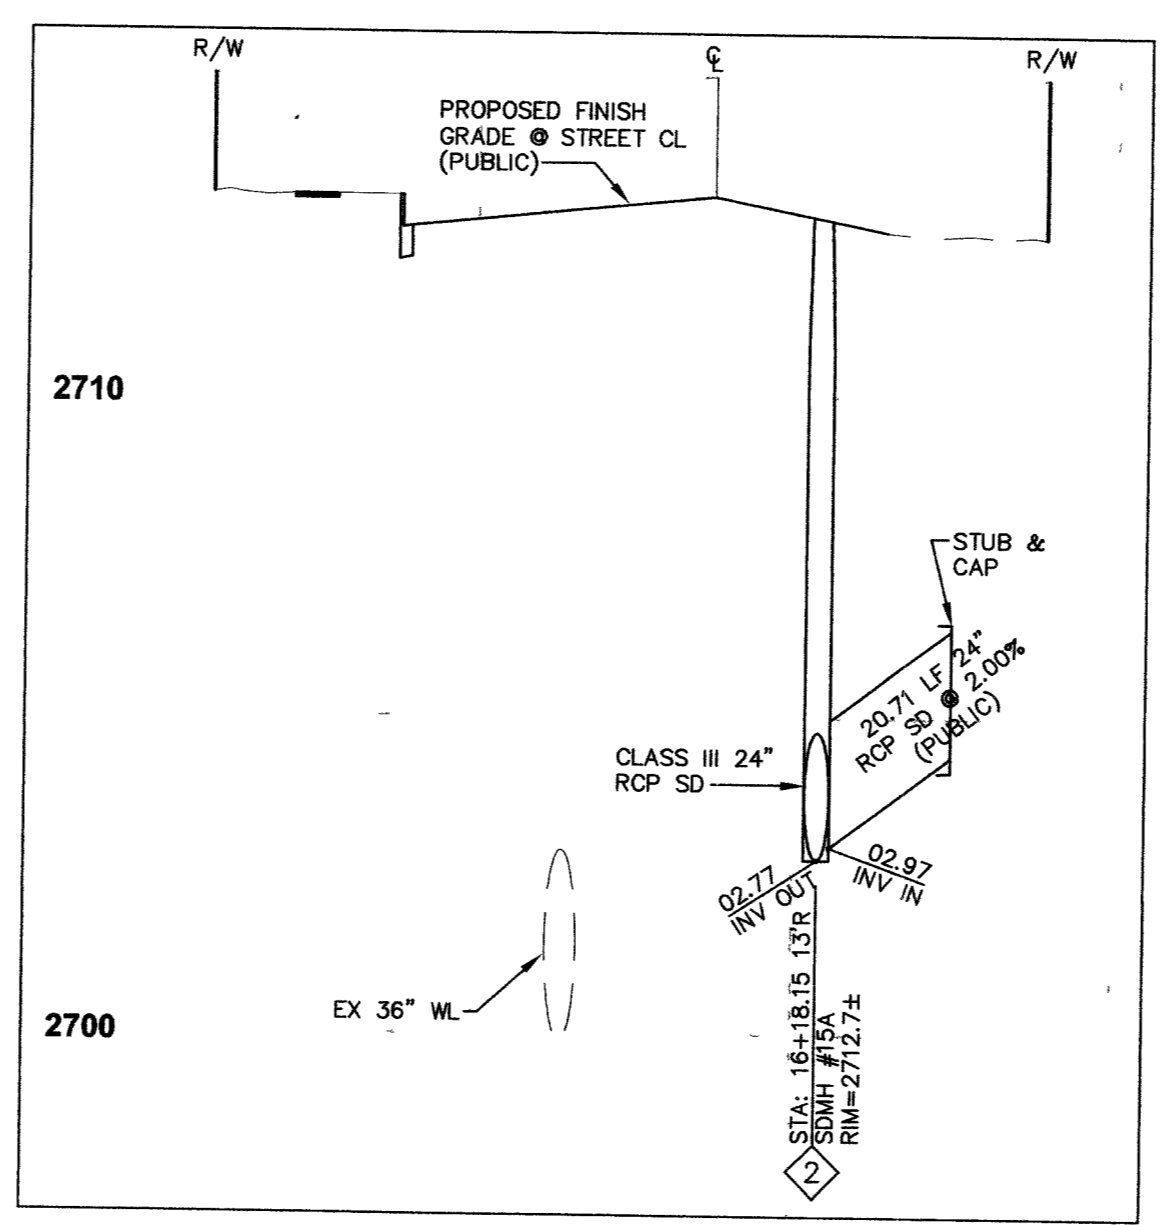 R/W
℄
R/W
PROPOSED FINISH
GRADE @ STREET CL
(PUBLIC)
2710
STUB &
CAP
20.71 LF 24"
RCP SD @ 2.00%
(PUBLIC)
CLASS III 24"
RCP SD
02.77
INV OUT
02.97
INV IN
EX 36" WL
2700
STA: 16+18.15 13'R
SDMH #15A
RIM=2712.7±
2